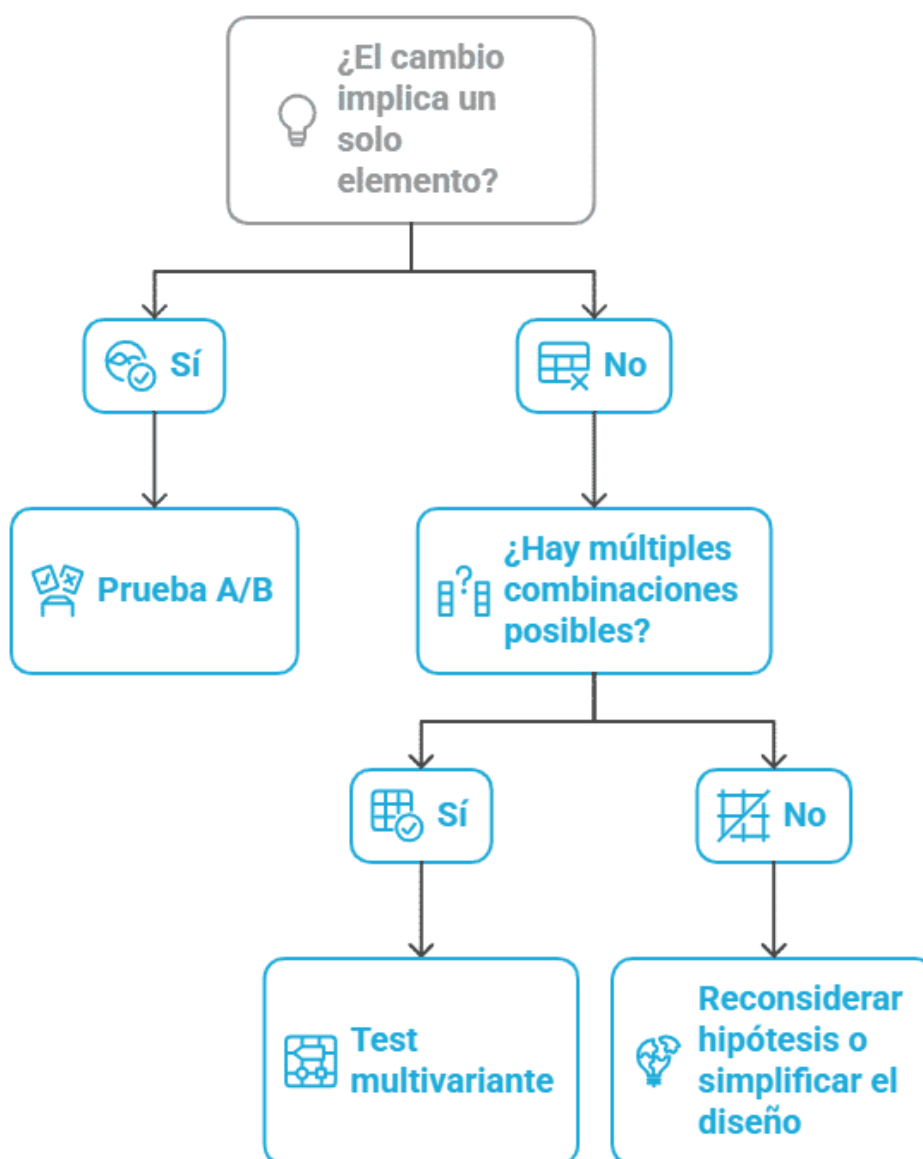 ¿El cambio
implica un
solo
elemento?
Sí
No
Prueba A/B
¿Hay múltiples
combinaciones
posibles?
Sí
No
Test
multivariante
Reconsiderar
hipótesis o
simplificar el
diseño